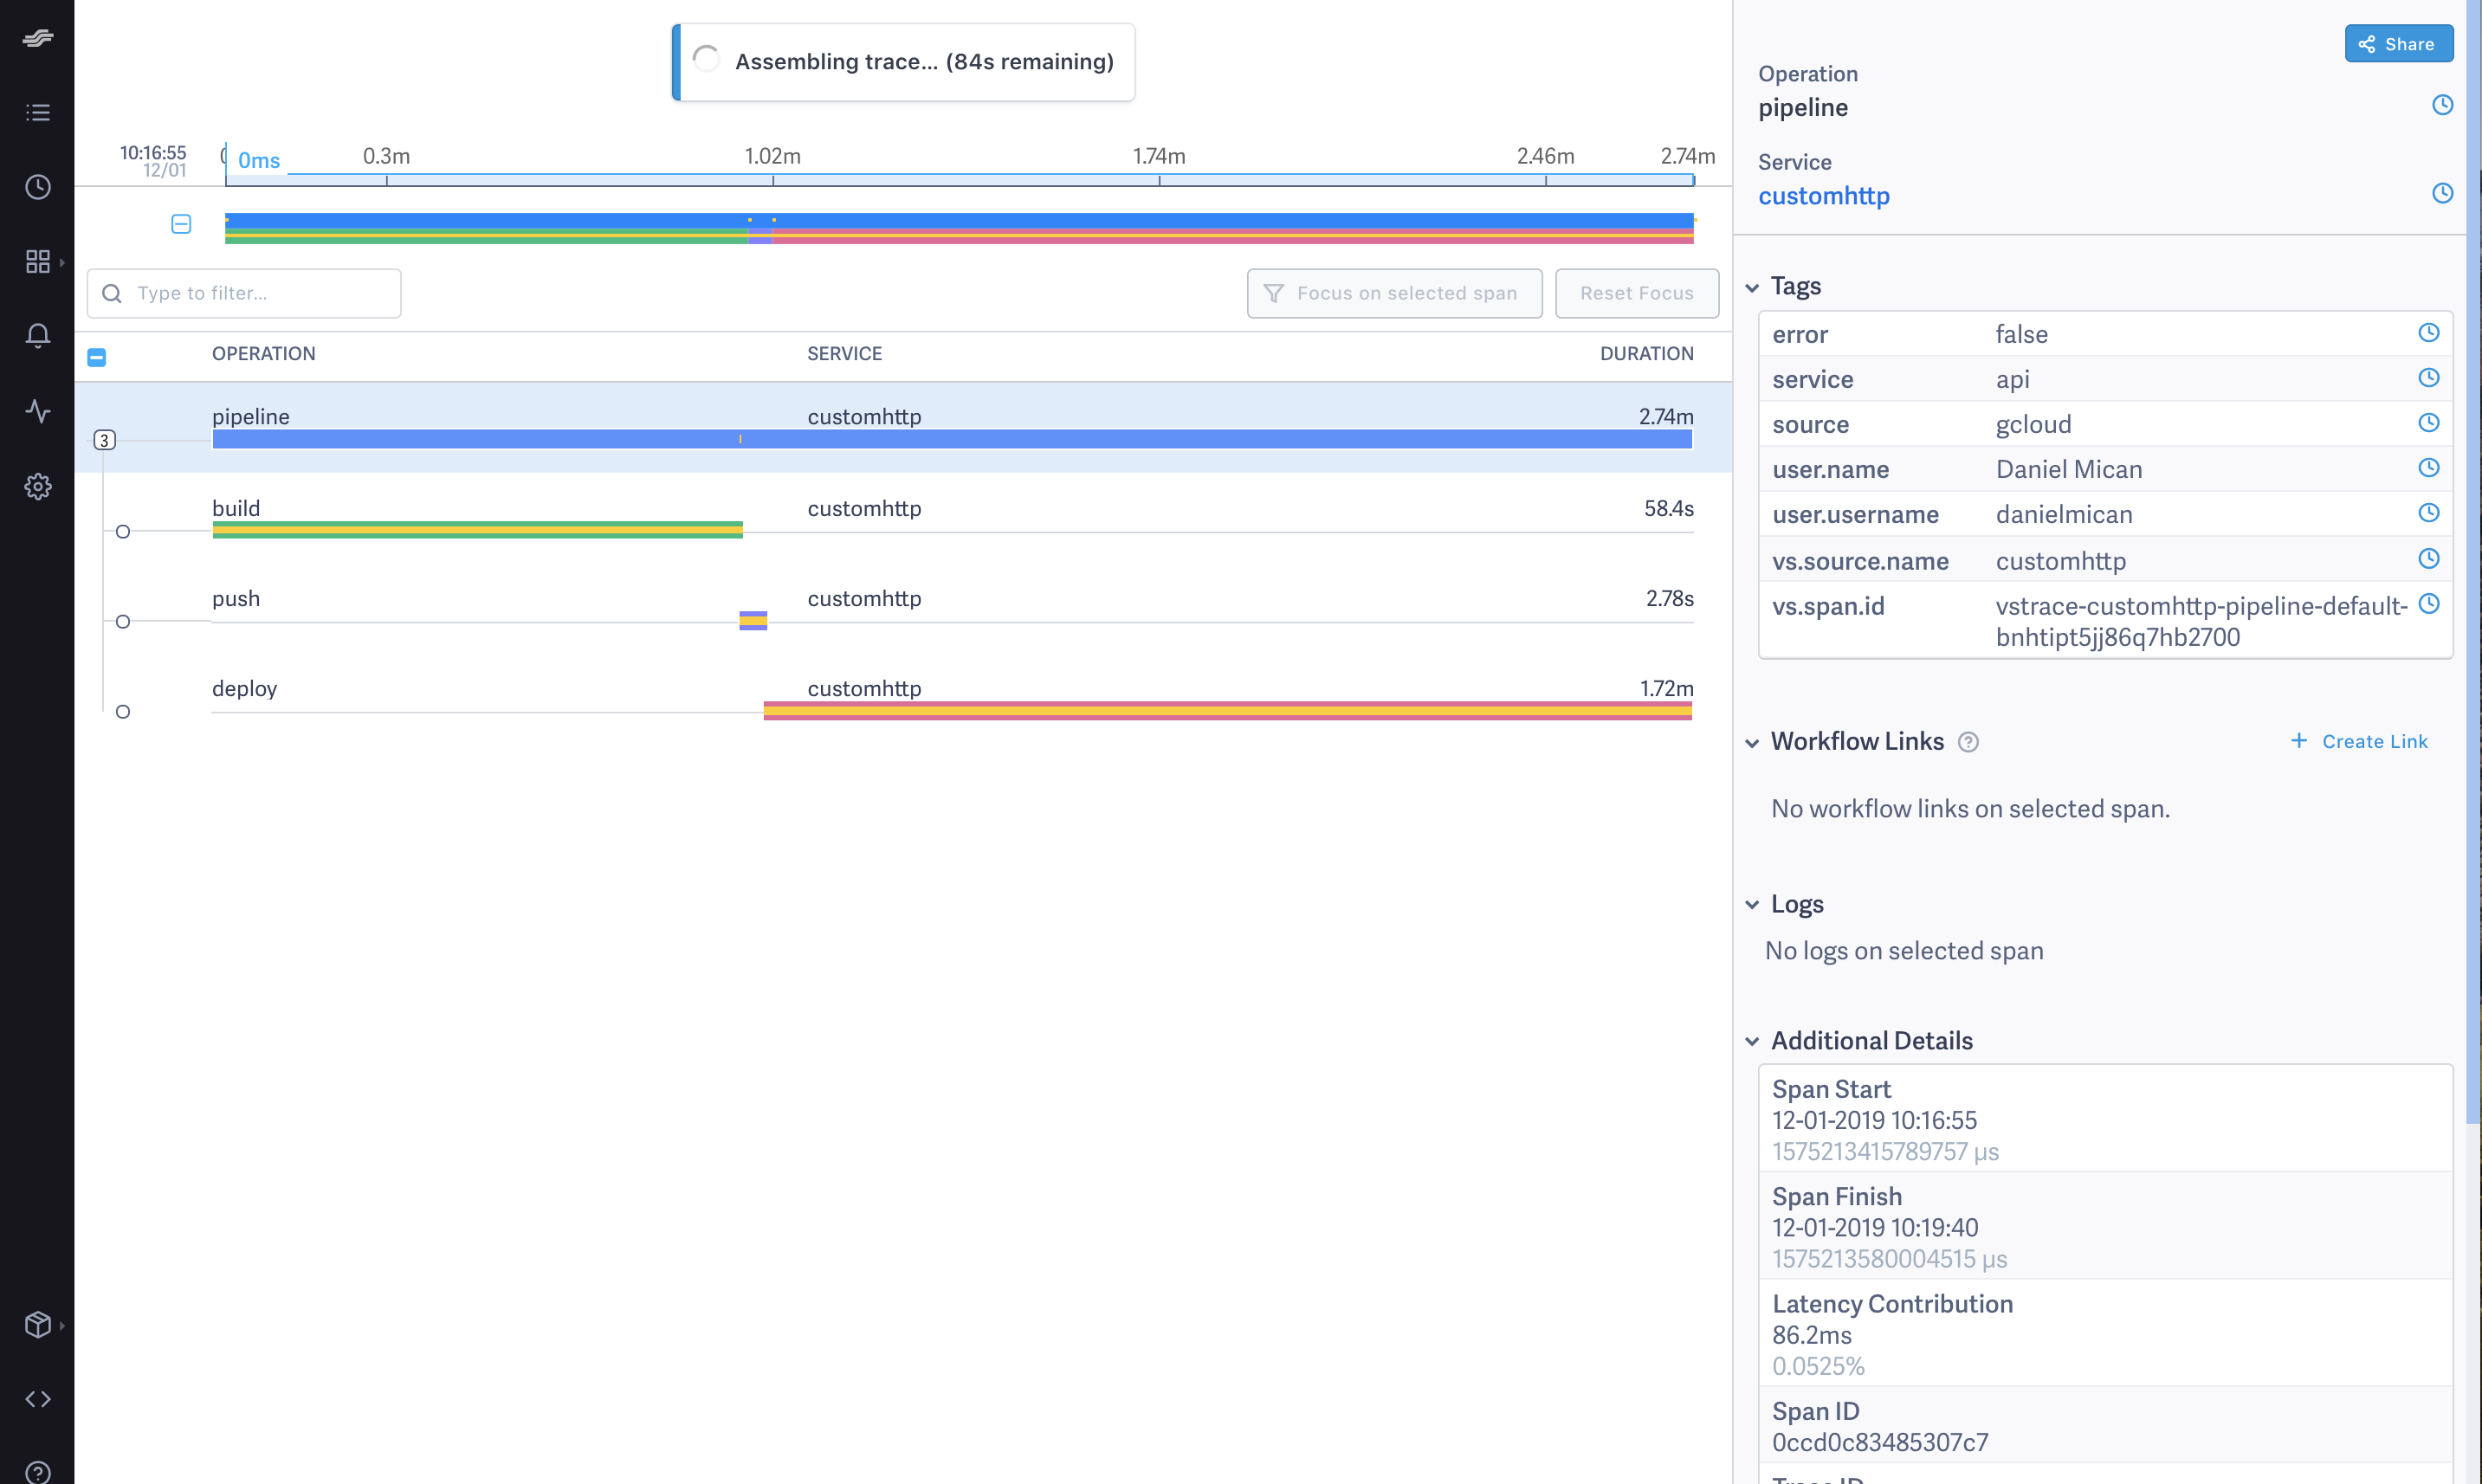 Assembling trace... (84s remaining)
10:16:55
12/01
0ms
0.3m
1.02m
1.74m
2.46m
2.74m
Type to filter...
Focus on selected span
Reset Focus
OPERATION SERVICE DURATION
pipeline customhttp 2.74m
3
build customhttp 58.4s
push customhttp 2.78s
deploy customhttp 1.72m
Share
Operation
pipeline
Service
customhttp
Tags
error false
service api
source gcloud
user.name Daniel Mican
user.username danielmican
vs.source.name customhttp
vs.span.id vstrace-customhttp-pipeline-default-
bnhtipt5jj86q7hb2700
Workflow Links ?
+ Create Link
No workflow links on selected span.
Logs
No logs on selected span
Additional Details
Span Start
12-01-2019 10:16:55
1575213415789757 µs
Span Finish
12-01-2019 10:19:40
1575213580004515 µs
Latency Contribution
86.2ms
0.0525%
Span ID
0ccd0c83485307c7
Trace ID